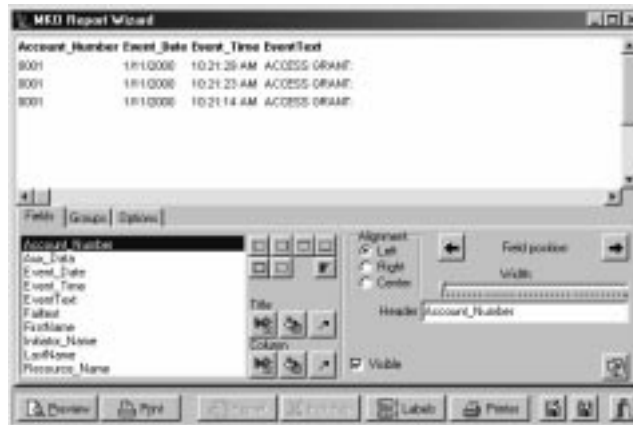 MKD Report Wizard
Account_Number Event_Date Event_Time EventText
0001 1/11/2000 10:21:29 AM ACCESS GRANT:
0001 1/11/2000 10:21:23 AM ACCESS GRANT:
0001 1/11/2000 10:21:14 AM ACCESS GRANT:
Fields Groups Options
Account_Number
Aux_Data
Event_Date
Event_Time
EventText
FirstName
Initiator_Name
LastName
Resource_Name
Title
Column
Alignment
Left
Right
Center
Field position
Width
Header Account_Number
Visible
Preview Print Labels Printer